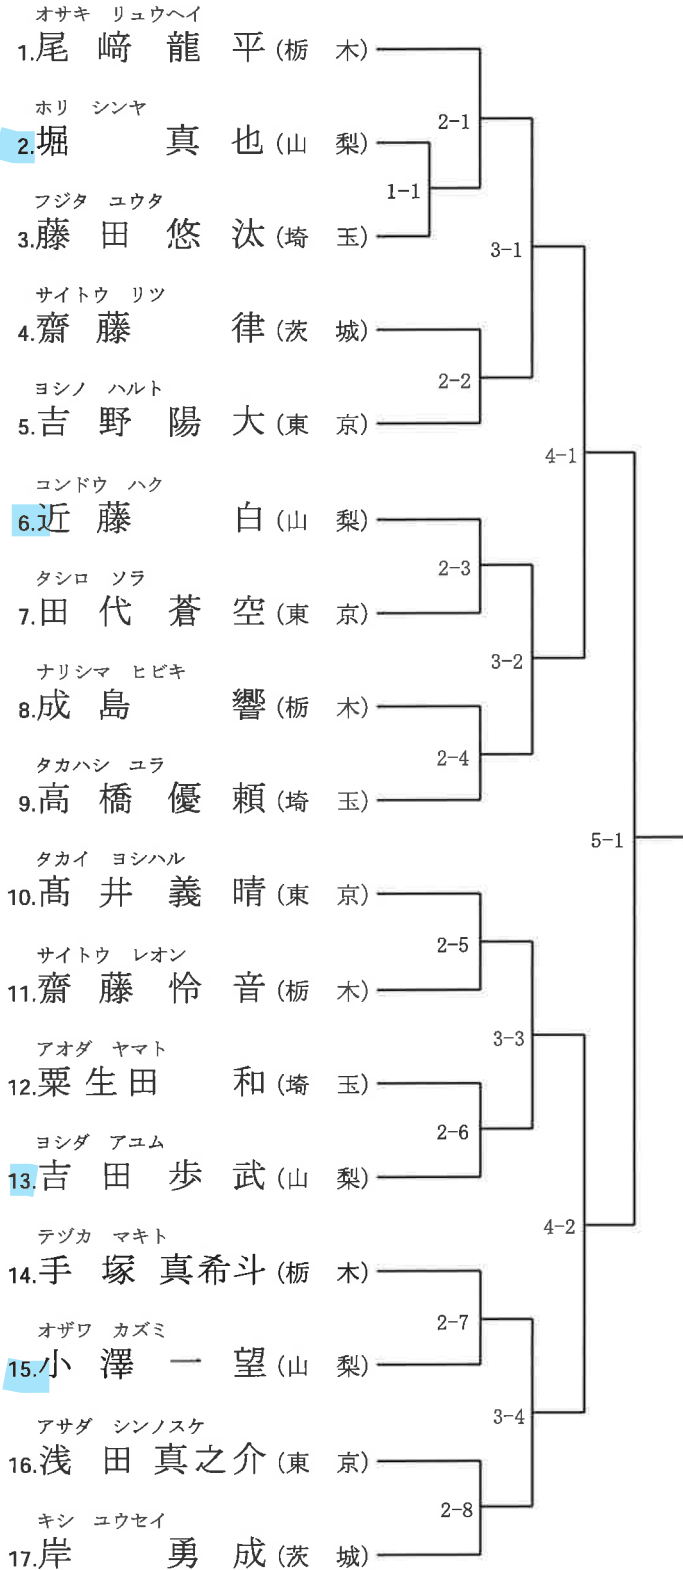 オサキ リュウヘイ
1.尾﨑龍平(栃木)
ホリ シンヤ
2.堀真也(山梨)
フジタ ユウタ
3.藤田悠汰(埼玉)
サイトウ リツ
4.齋藤律(茨城)
ヨシノ ハルト
5.吉野陽大(東京)
コンドウ ハク
6.近藤白(山梨)
タシロ ソラ
7.田代蒼空(東京)
ナリシマ ヒビキ
8.成島響(栃木)
タカハシ ユラ
9.高橋優頼(埼玉)
タカイ ヨシハル
10.髙井義晴(東京)
サイトウ レオン
11.齋藤怜音(栃木)
アオダ ヤマト
12.粟生田和(埼玉)
ヨシダ アユム
13.吉田歩武(山梨)
テヅカ マキト
14.手塚真希斗(栃木)
オザワ カズミ
15.小澤一望(山梨)
アサダ シンノスケ
16.浅田真之介(東京)
キシ ユウセイ
17.岸勇成(茨城)
1-1
2-1
2-2
2-3
2-4
2-5
2-6
2-7
2-8
3-1
3-2
3-3
3-4
4-1
4-2
5-1